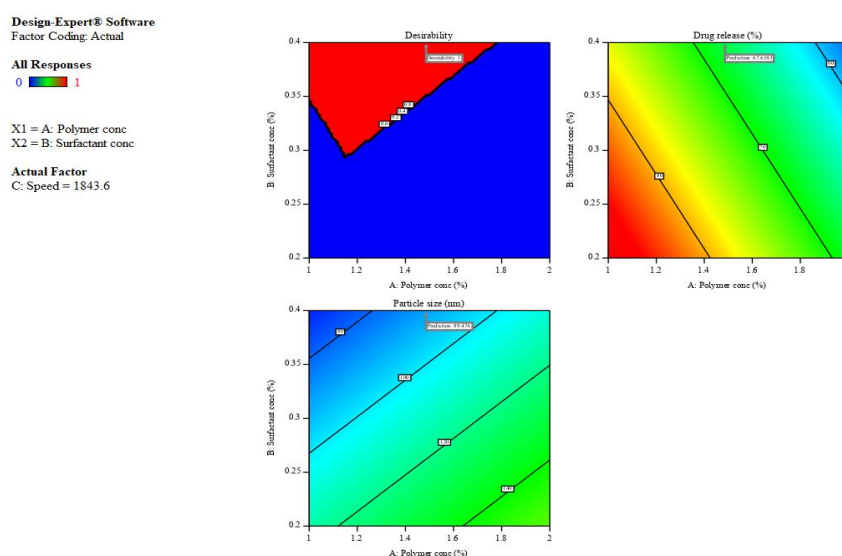 Design-Expert® Software
Factor Coding: Actual
All Responses
0 1
X1 = A: Polymer conc
X2 = B: Surfactant conc
Actual Factor
C: Speed = 1843.6
Desirability
B: Surfactant conc (%)
0.4
0.35
0.3
0.25
0.2
1 1.2 1.4 1.6 1.8 2
A: Polymer conc (%)
Desirability 1
Drug release (%)
B: Surfactant conc (%)
0.4
0.35
0.3
0.25
0.2
1 1.2 1.4 1.6 1.8
A: Polymer conc (%)
Particle size (nm)
B: Surfactant conc (%)
0.4
0.35
0.3
0.25
0.2
1 1.2 1.4 1.6 1.8 2
A: Polymer conc (%)
Prediction 89.474